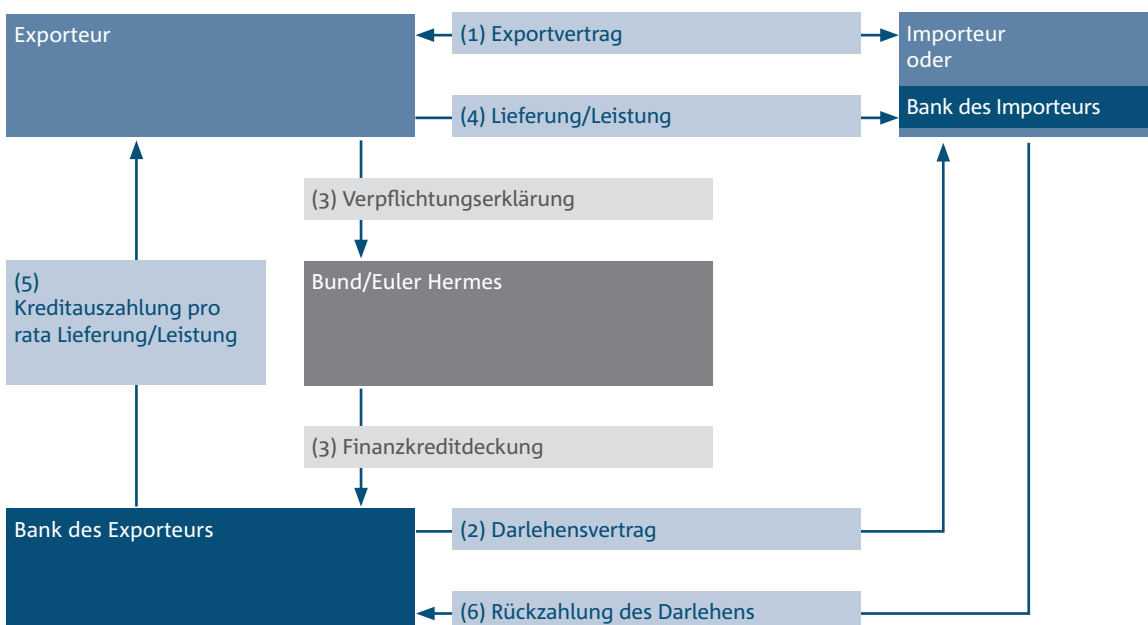 Exporteur
(1) Exportvertrag
Importeur
oder
Bank des Importeurs
(4) Lieferung/Leistung
(3) Verpflichtungserklärung
(5)
Kreditauszahlung pro
rata Lieferung/Leistung
Bund/Euler Hermes
(3) Finanzkreditdeckung
Bank des Exporteurs
(2) Darlehensvertrag
(6) Rückzahlung des Darlehens